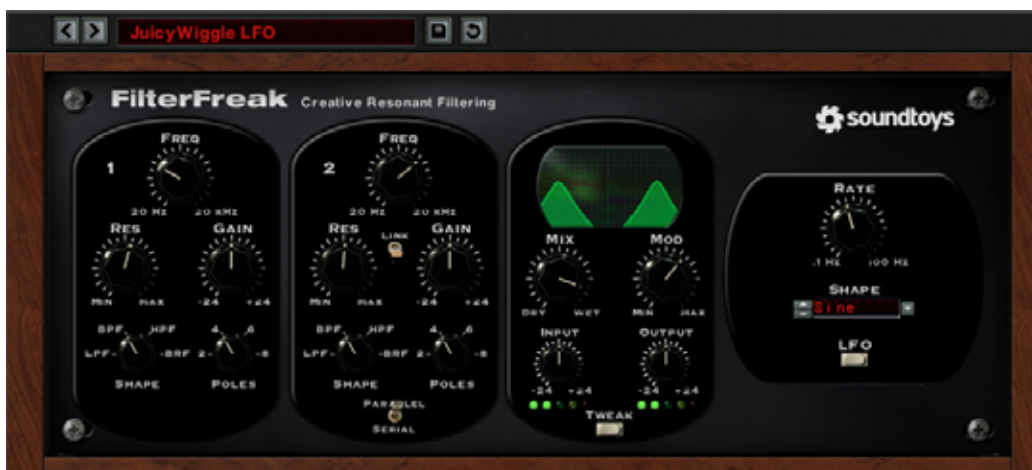 JuicyWiggle LFO
FilterFreak Creative Resonant Filtering
soundtoys
1
FREQ
20 Hz 20 KHZ
RES GAIN
MIN MAX -24 +24
BPF HPF 4 6
LPF BRF 2 8
SHAPE POLES
2
FREQ
20 Hz 20 KHZ
LINK
RES GAIN
MIN MAX -24 +24
BPF HPF 4 6
LPF BRF 2 8
SHAPE POLES
PARALLEL
SERIAL
MIX MOD
DRY WET MIN MAX
INPUT OUTPUT
-24 +24 -24 +24
TWEAK
RATE
.1 Hz 100 Hz
SHAPE
Sine
LFO